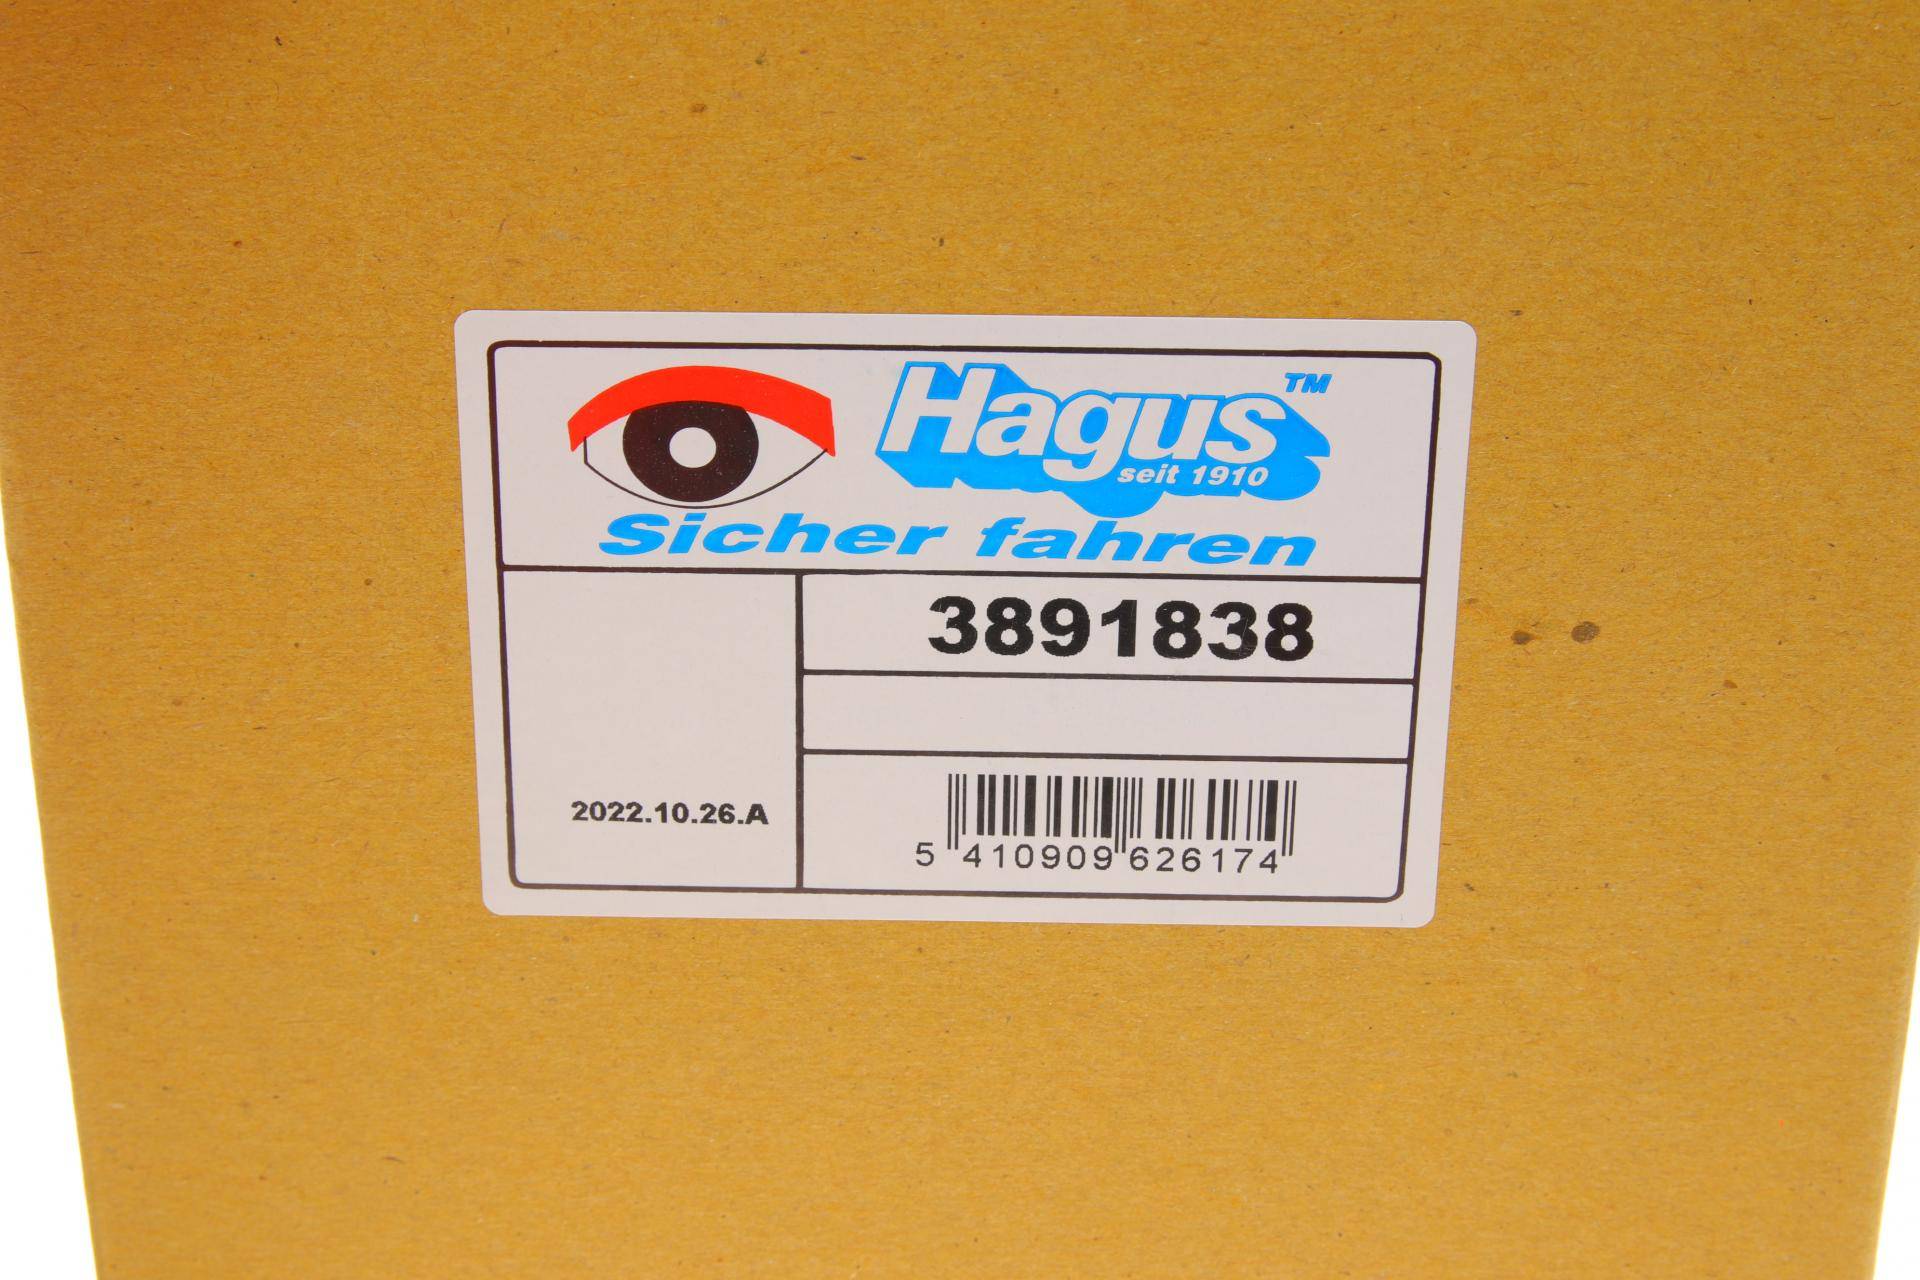 Hagus™
seit 1910
Sicher fahren
3891838
2022.10.26.A
5 410909 626174